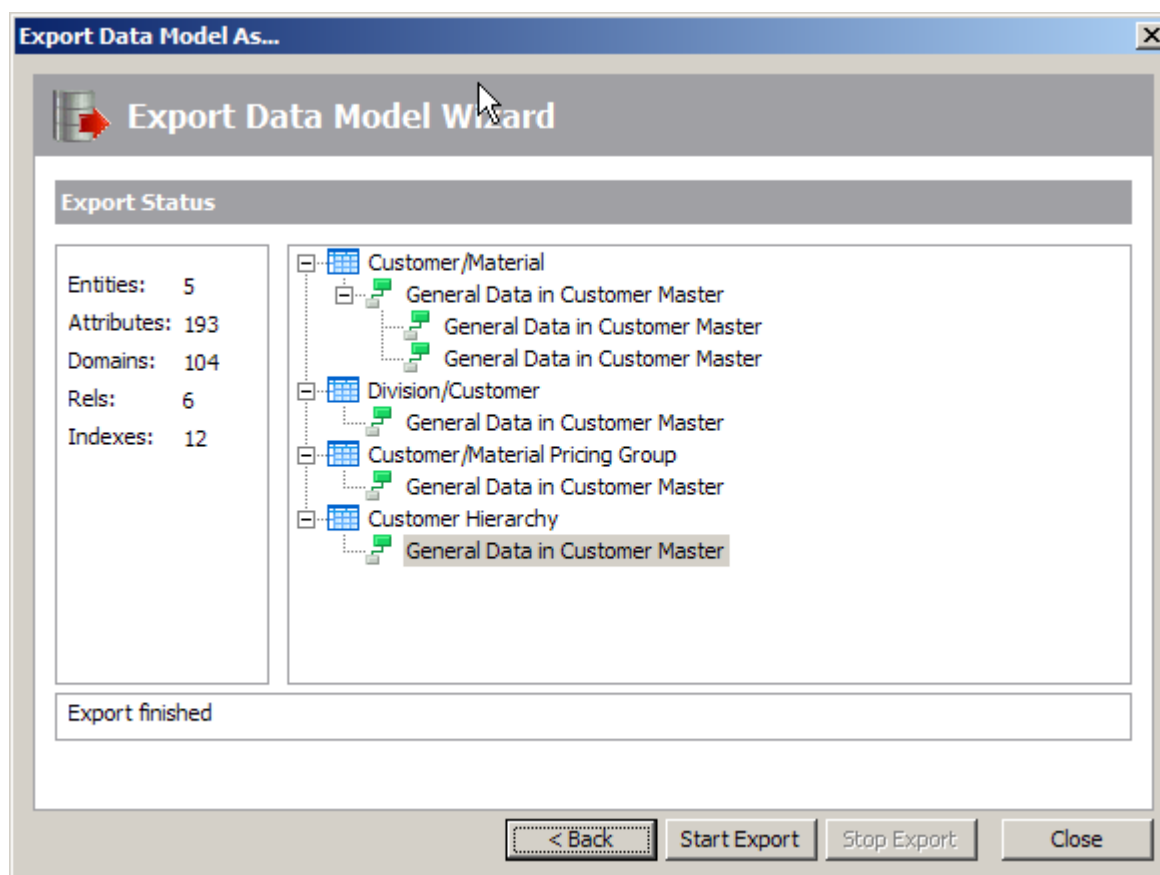 Export Data Model As...
Export Data Model Wizard
Export Status
Entities: 5
Attributes: 193
Domains: 104
Rels: 6
Indexes: 12
Customer/Material
General Data in Customer Master
General Data in Customer Master
General Data in Customer Master
Division/Customer
General Data in Customer Master
Customer/Material Pricing Group
General Data in Customer Master
Customer Hierarchy
General Data in Customer Master
Export finished
< Back Start Export Stop Export Close